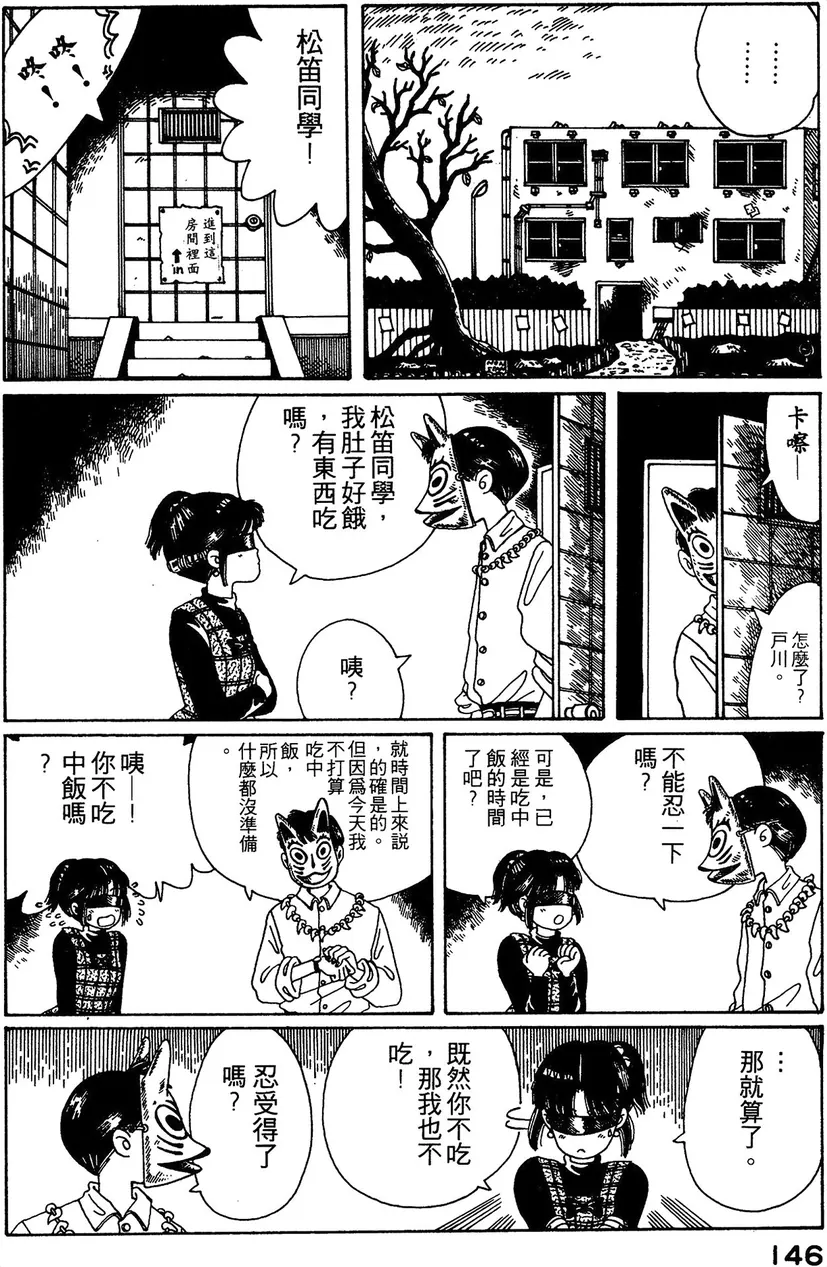 ⋯⋯
⋯⋯
松笛同學！
咚！
咚！
進到這
房間裡面
↑
in
卡嚓—
怎麼了？
戶川。
松笛同學，
我肚子好餓
，有東西吃
嗎？
咦？
不能忍一下
嗎？
可是，已
經是吃中
飯的時間
了吧？
就時間上來說
，的確是的。
但因爲今天我
不打算
吃中
飯，
所以
什麼都沒準備
。
咦—！
你不吃
中飯嗎
？
⋯
那就算了。
既然你不吃
，那我也不
吃！
忍受得了
嗎？
146